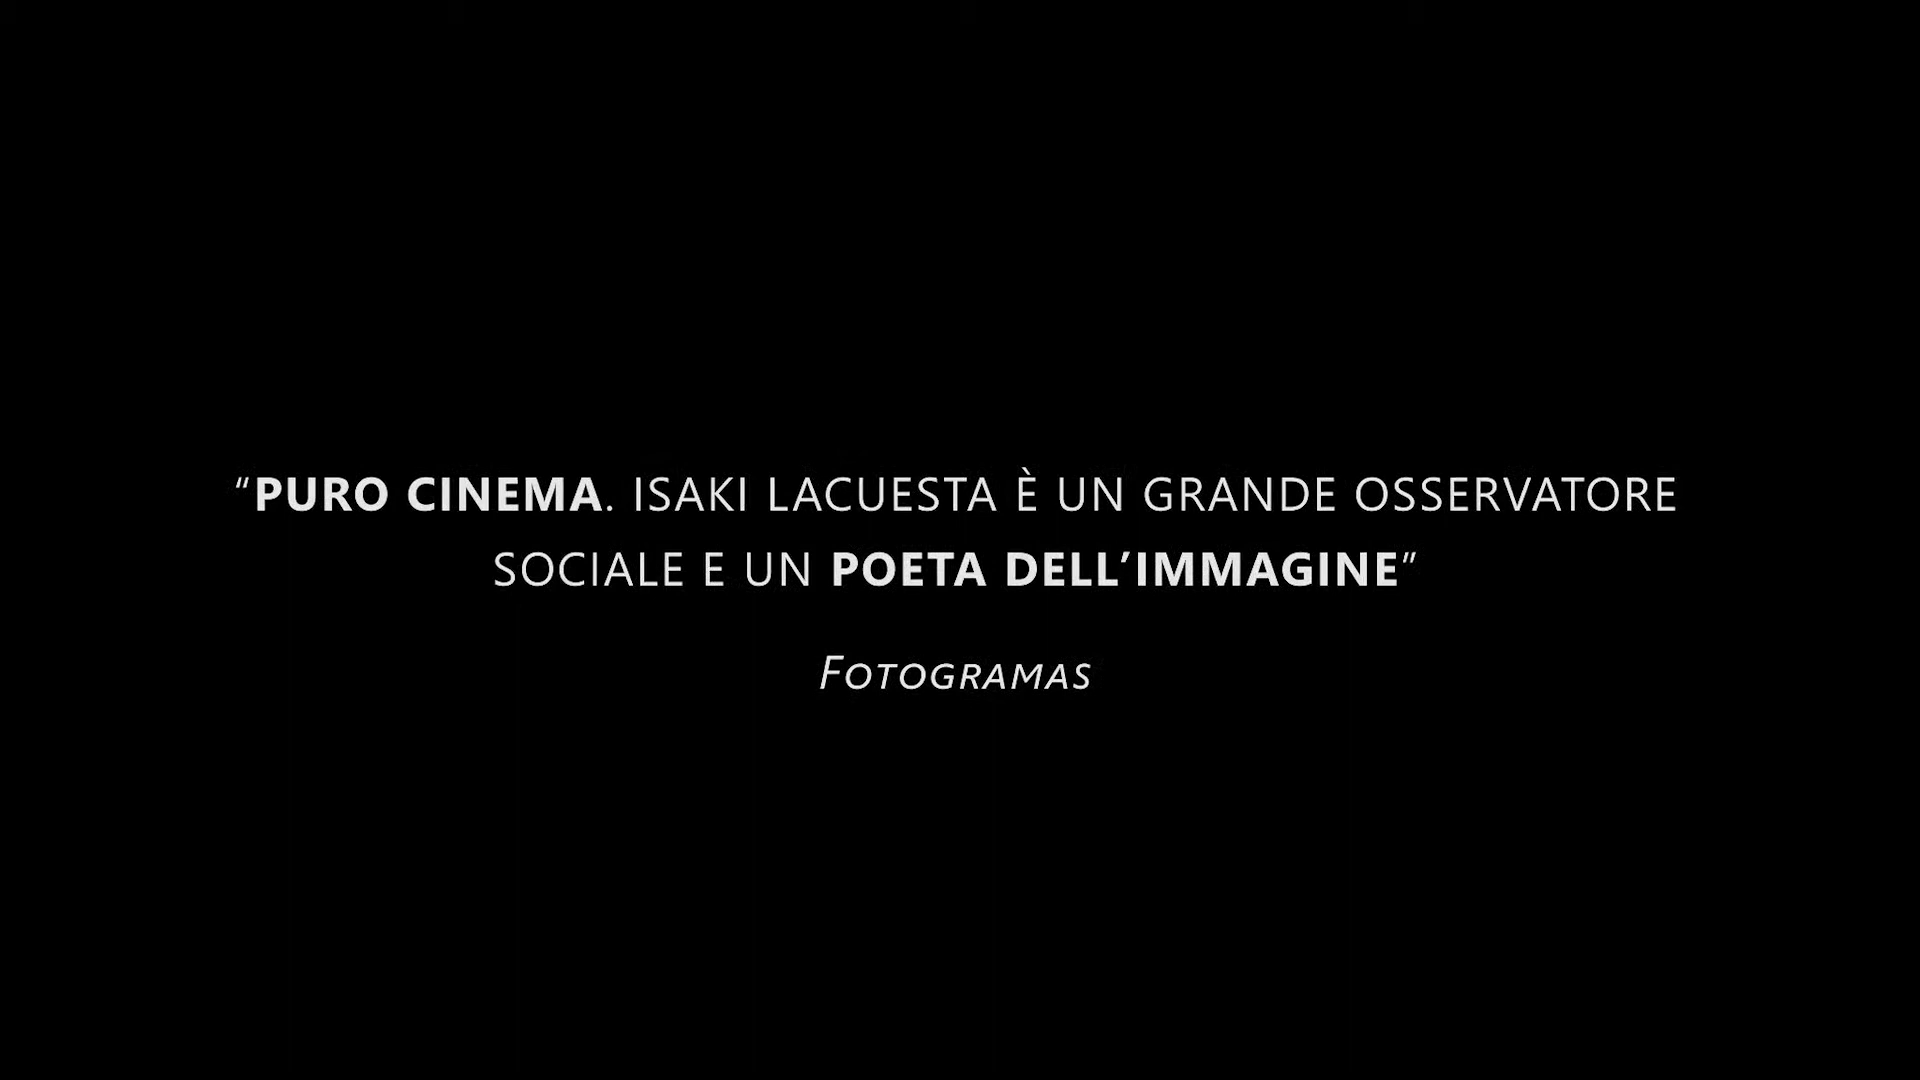 “PURO CINEMA. ISAKI LACUESTA È UN GRANDE OSSERVATORE
SOCIALE E UN POETA DELL’IMMAGINE”
FOTOGRAMAS